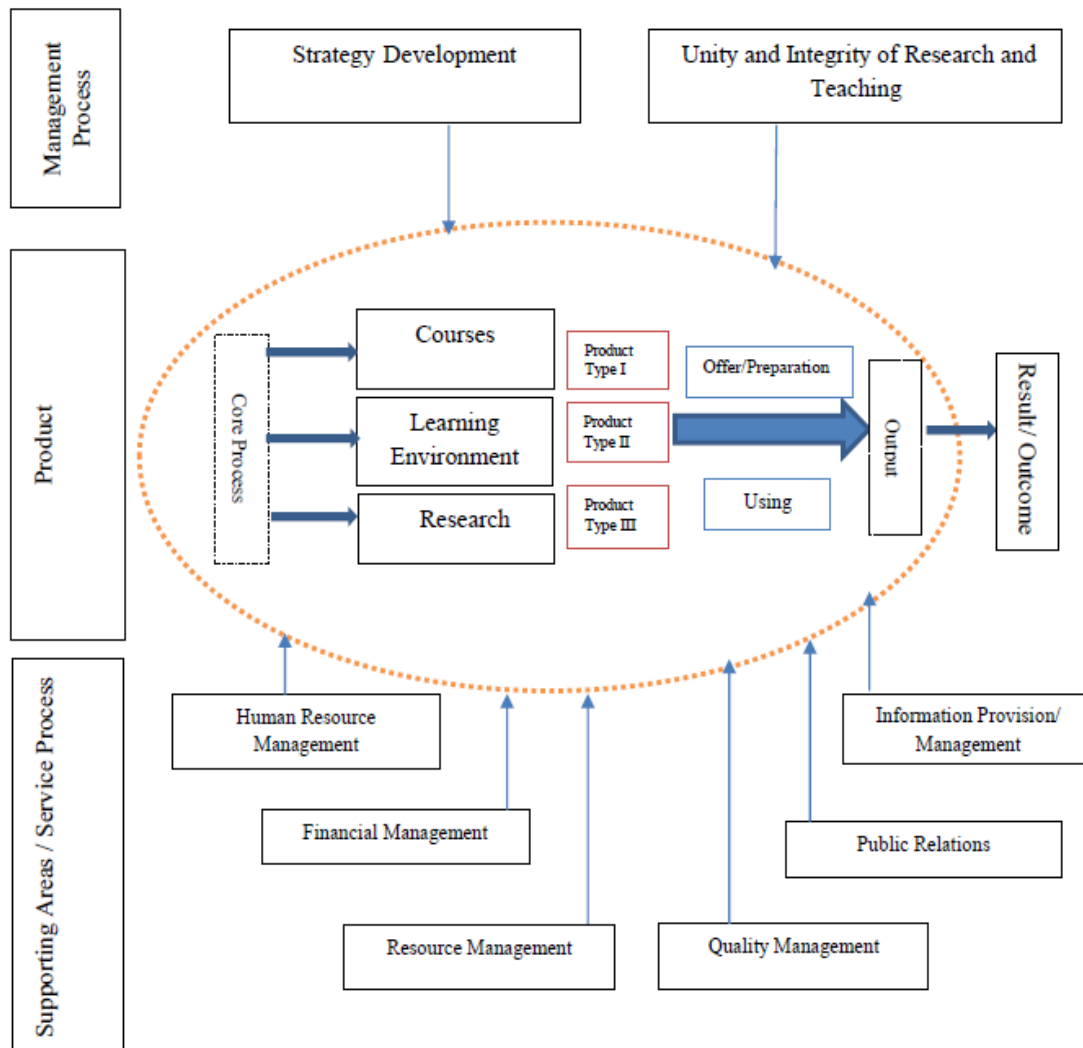 Management
Process
Strategy Development
Unity and Integrity of Research and
Teaching
Product
Core Process
Courses
Learning
Environment
Research
Product
Type I
Product
Type II
Product
Type III
Offer/Preparation
Using
Output
Result/ Outcome
Supporting Areas / Service Process
Human Resource
Management
Information Provision/
Management
Financial Management
Public Relations
Resource Management
Quality Management